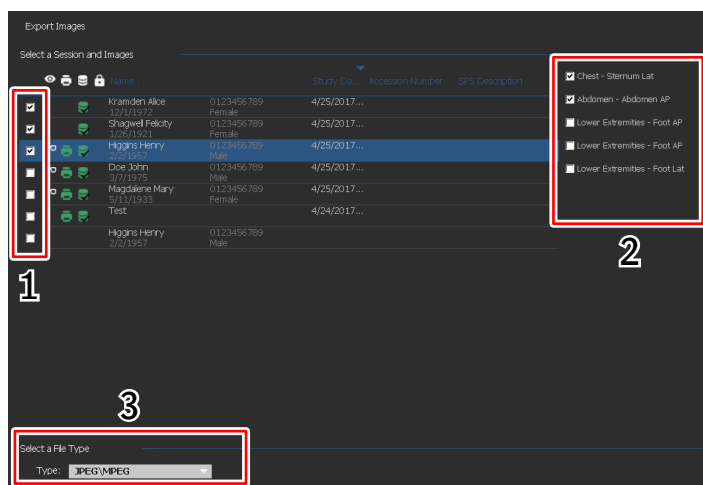 Export Images
Select a Session and Images
Name :
Study Da... Accession Number SPS Description
Kramden Alice 0123456789 4/25/2017...
12/1/1972 Female
Shagwell Felicity 0123456789 4/25/2017...
1/26/1921 Female
Higgins Henry 0123456789 4/25/2017...
2/2/1957 Male
Doe John 0123456789 4/25/2017...
3/7/1975 Male
Magdalene Mary 0123456789 4/25/2017...
5/11/1933 Female
Test 4/24/2017...
Higgins Henry 0123456789
2/2/1957 Male
1
Chest - Sternum Lat
Abdomen - Abdomen AP
Lower Extremities - Foot AP
Lower Extremities - Foot AP
Lower Extremities - Foot Lat
2
3
Select a File Type
Type: JPEG\MPEG